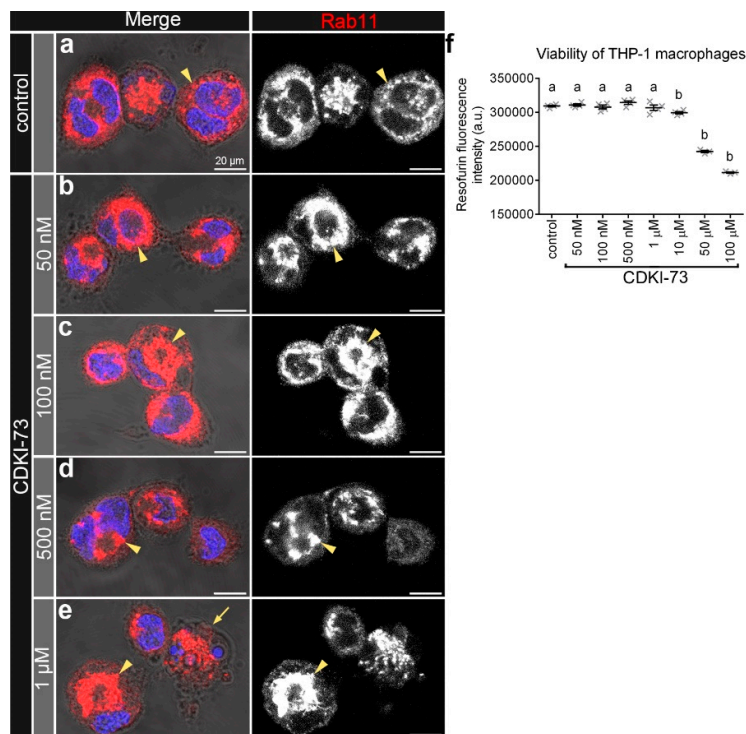 Merge
Rab11
control
a
20 µm
CDKI-73
50 nM
b
100 nM
c
500 nM
d
1 µM
e
f
Viability of THP-1 macrophages
Resofurin fluorescence
intensity (a.u.)
350000
300000
250000
200000
150000
a a a a a b b b
control
50 nM
100 nM
500 nM
1 µM
10 µM
50 µM
100 µM
CDKI-73